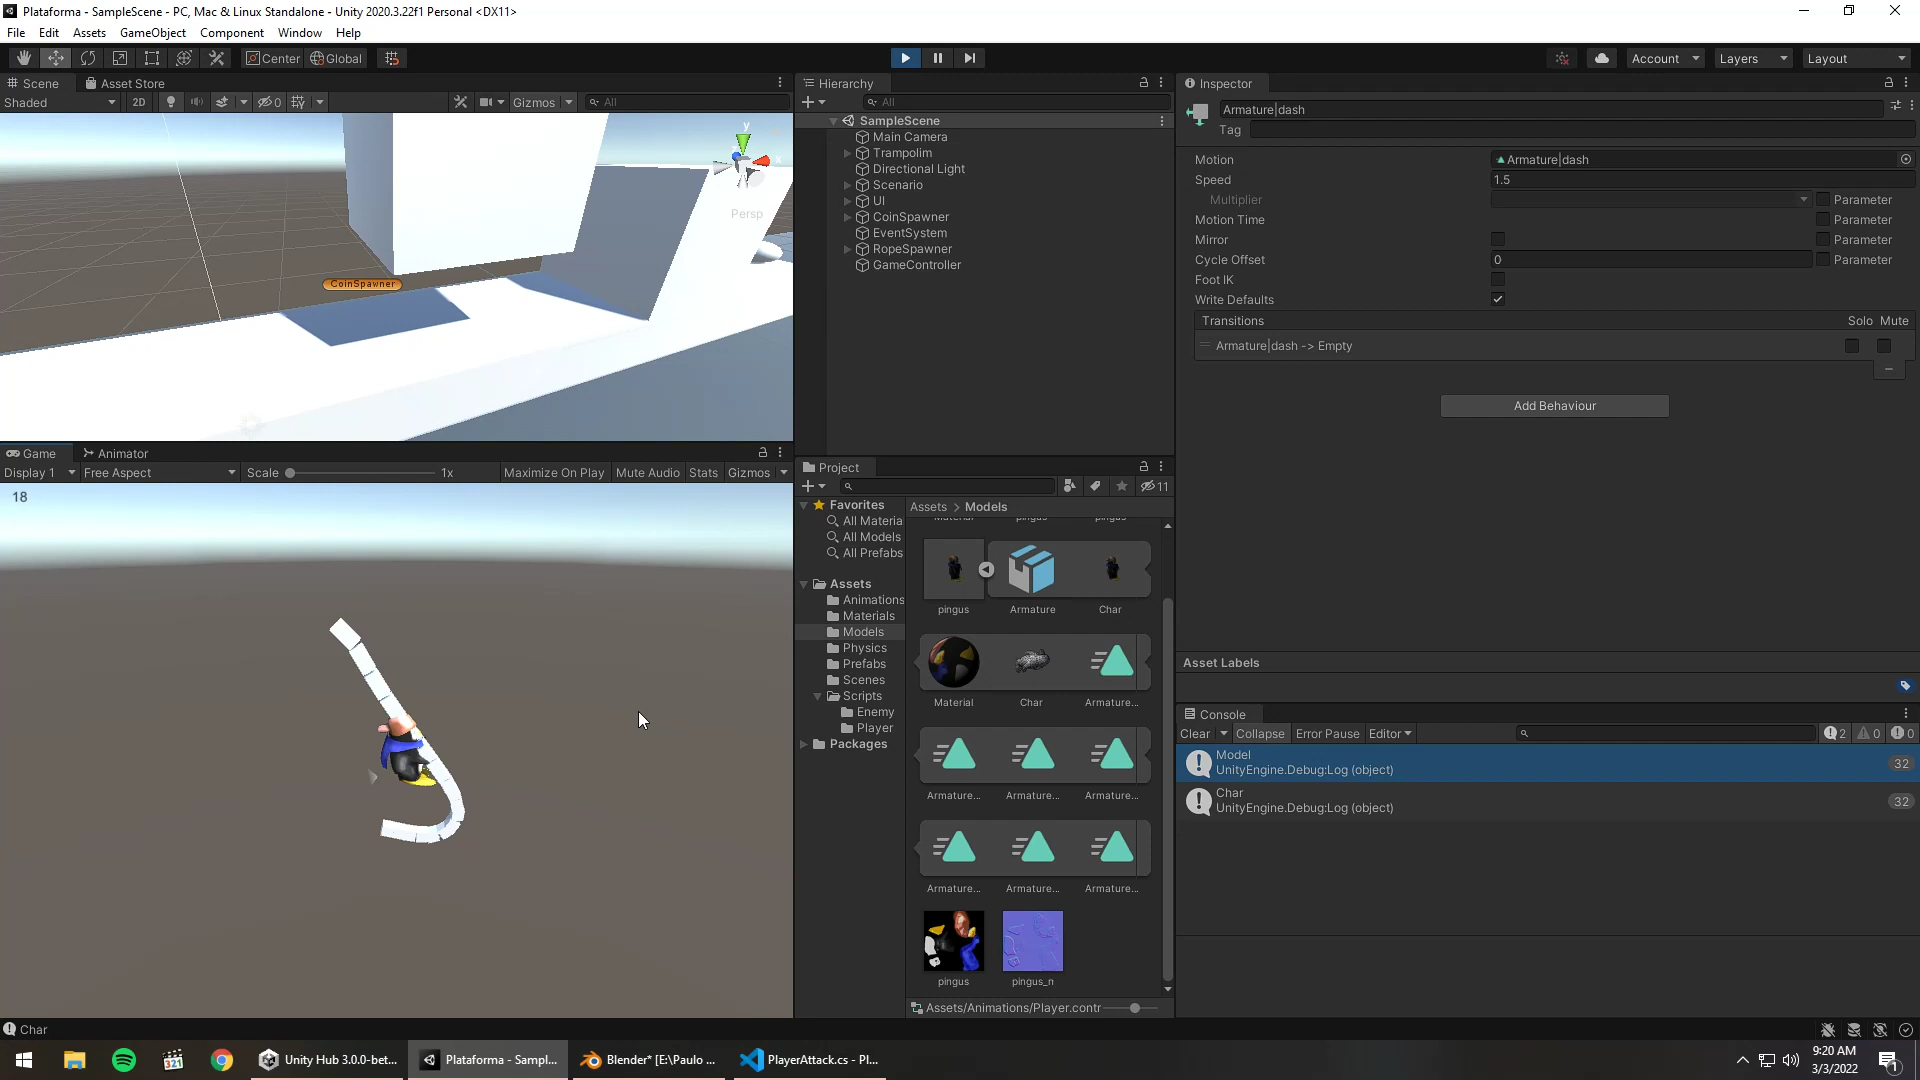 Plataforma - SampleScene - PC, Mac & Linux Standalone - Unity 2020.3.22f1 Personal <DX11>
File Edit Assets GameObject Component Window Help
Center Global Account Layers Layout
Scene Asset Store
Shaded 2D 0 Gizmos All
y
x
Persp
CoinSpawner
Game Animator
Display 1 Free Aspect Scale 1x Maximize On Play Mute Audio Stats Gizmos
18
Hierarchy
All
SampleScene
Main Camera
Trampolim
Directional Light
Scenario
UI
CoinSpawner
EventSystem
RopeSpawner
GameController
Project
11
Favorites
All Materia
All Models
All Prefabs
Assets
Animations
Materials
Models
Physics
Prefabs
Scenes
Scripts
Enemy
Player
Packages
Assets > Models
Material pingus pingus
pingus Armature Char
Material Char Armature...
Armature... Armature... Armature...
Armature... Armature... Armature...
pingus pingus_n
Assets/Animations/Player.contr
Inspector
Armature|dash
Tag
Motion Armature|dash
Speed 1.5
Multiplier Parameter
Motion Time Parameter
Mirror Parameter
Cycle Offset 0 Parameter
Foot IK
Write Defaults
Transitions Solo Mute
Armature|dash -> Empty
Add Behaviour
Asset Labels
Console
Clear Collapse Error Pause Editor 2 0 0
Model
UnityEngine.Debug:Log (object) 32
Char
UnityEngine.Debug:Log (object) 32
Char
Unity Hub 3.0.0-bet... Plataforma - Sampl... Blender* [E:\Paulo ... PlayerAttack.cs - Pl...
321
9:20 AM
3/3/2022
1